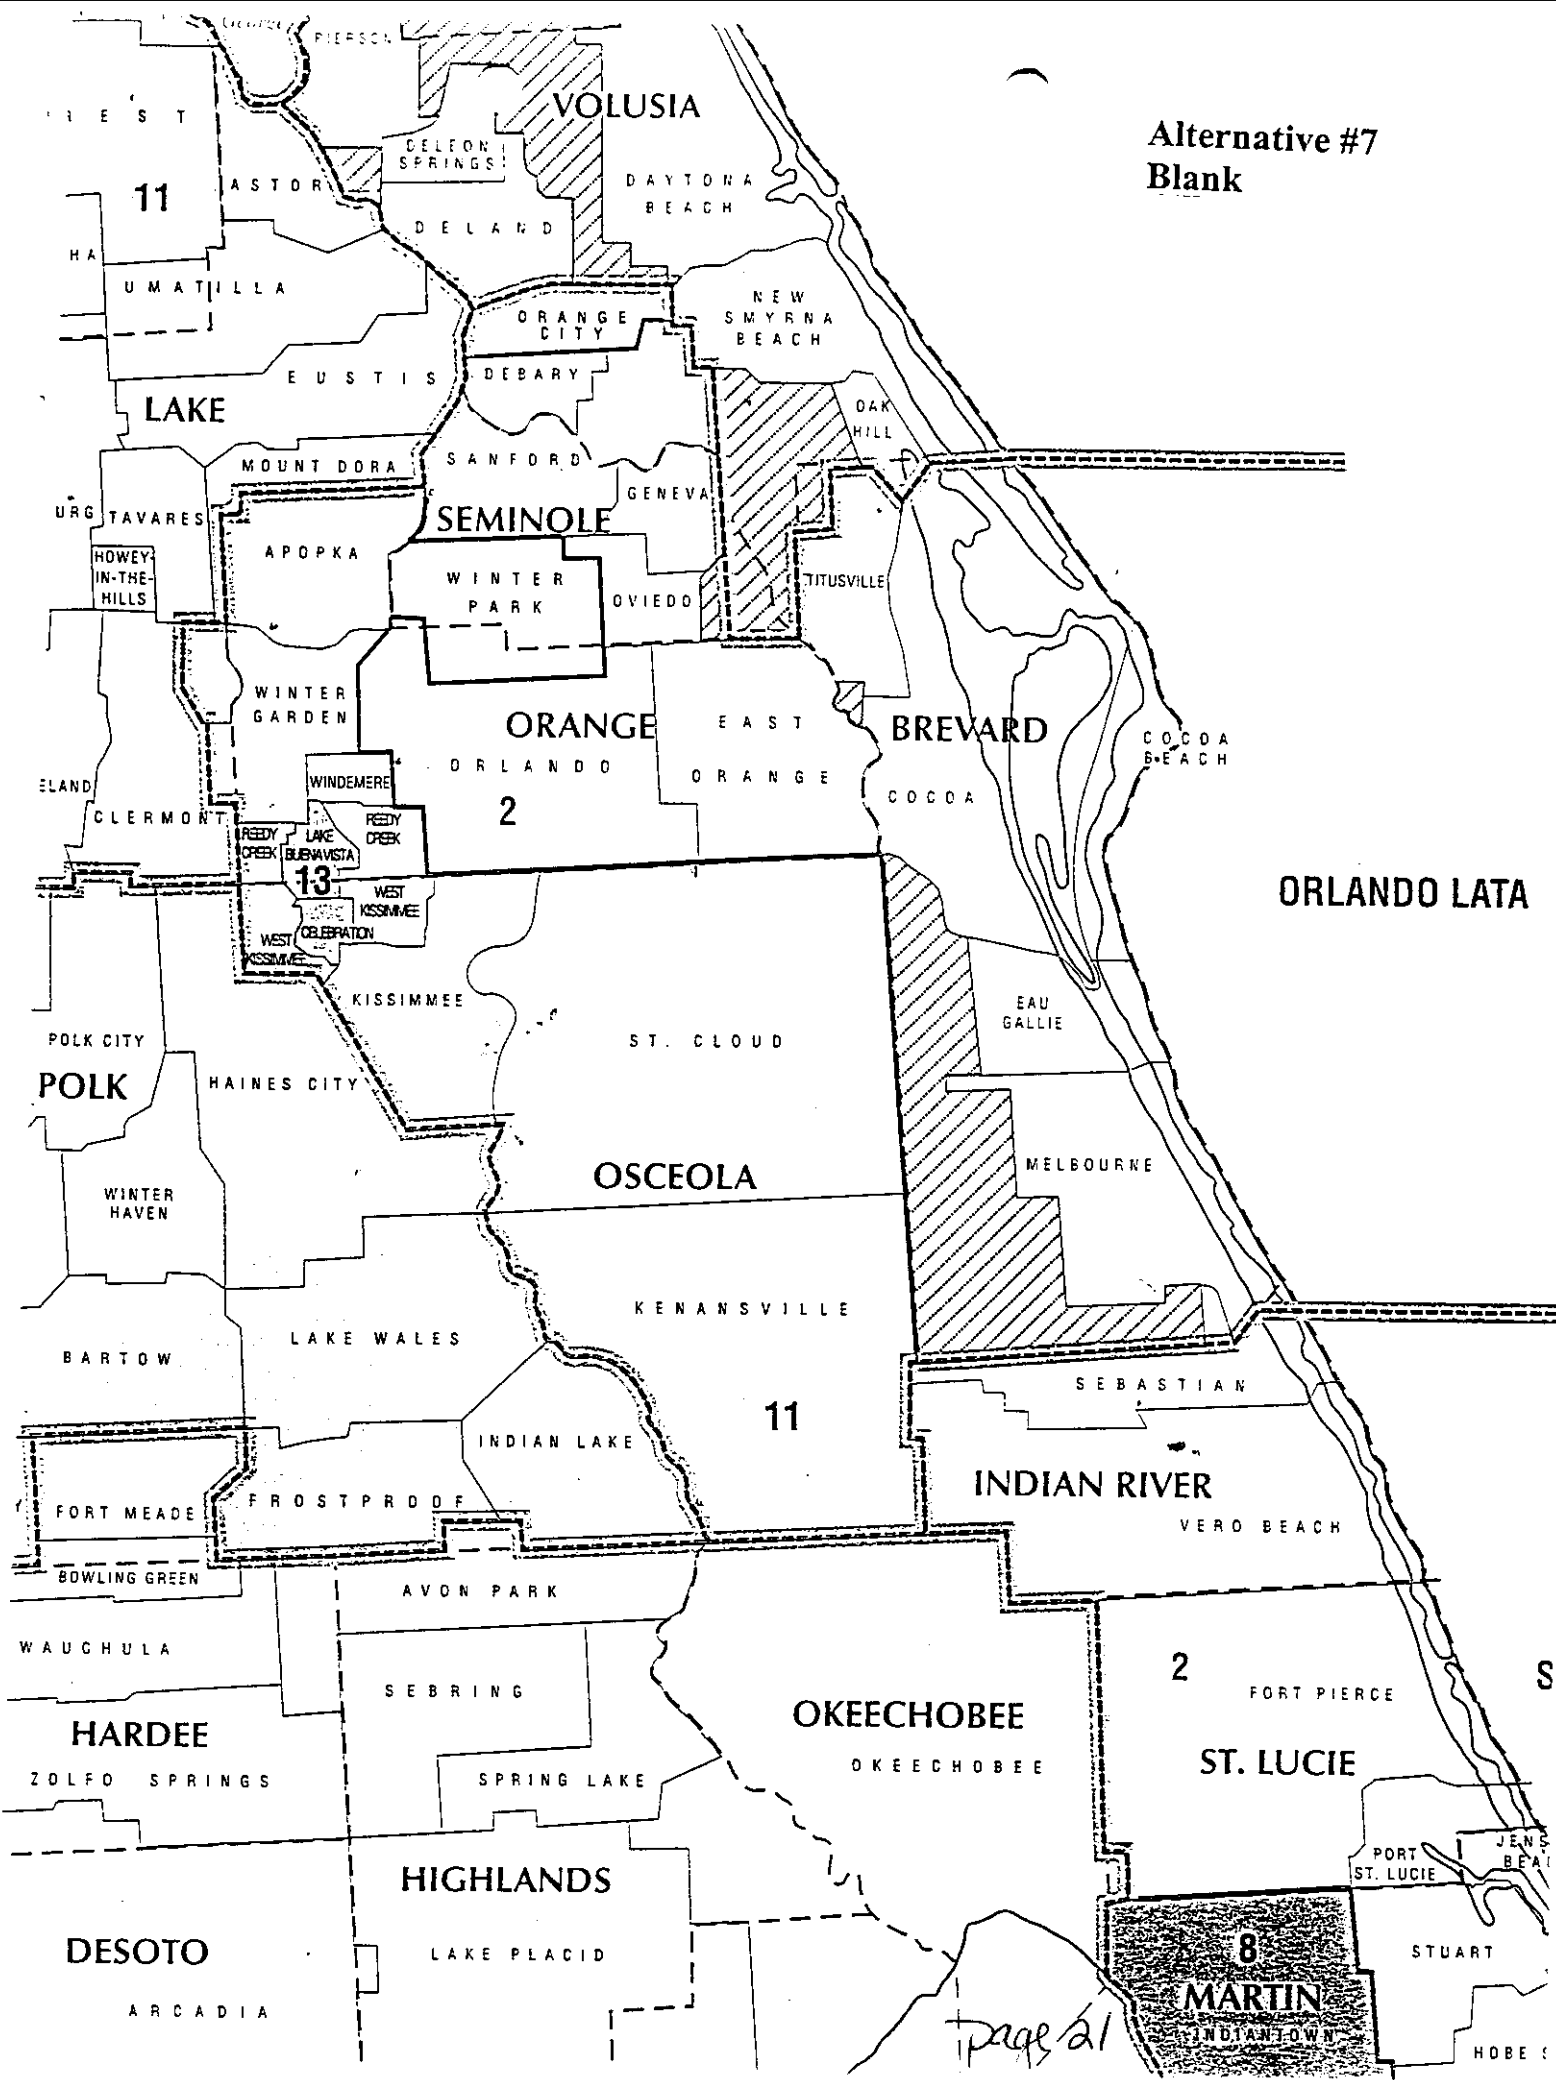 PIERSON
VOLUSIA
Alternative #7
Blank
DELEON
SPRINGS
11
ASTOR
DAYTONA
BEACH
DELAND
UMATILLA
NEW
SMYRNA
BEACH
ORANGE
CITY
EUSTIS
DEBARY
LAKE
OAK
HILL
MOUNT DORA
SANFORD
GENEVA
URG
TAVARES
SEMINOLE
APOPKA
HOWEY-
IN-THE-
HILLS
WINTER
PARK
OVIEDO
TITUSVILLE
WINTER
GARDEN
ORANGE
EAST
ORANGE
BREVARD
COCOA
BEACH
ORLANDO
WINDEMERE
ELAND
CLERMONT
2
COCOA
REEDY
CREEK
LAKE
BUENA VISTA
REEDY
CREEK
13
WEST
KISSIMMEE
ORLANDO LATA
CELEBRATION
WEST
KISSIMMEE
KISSIMMEE
EAU
GALLIE
POLK CITY
ST. CLOUD
POLK
HAINES CITY
OSCEOLA
MELBOURNE
WINTER
HAVEN
KENANSVILLE
LAKE WALES
BARTOW
SEBASTIAN
11
INDIAN LAKE
INDIAN RIVER
FORT MEADE
FROSTPROOF
VERO BEACH
BOWLING GREEN
AVON PARK
WAUCHULA
2
SEBRING
FORT PIERCE
S
HARDEE
OKEECHOBEE
ZOLFO SPRINGS
SPRING LAKE
OKEECHOBEE
ST. LUCIE
PORT
ST. LUCIE
JENS
BEA
HIGHLANDS
DESOTO
LAKE PLACID
8
STUART
MARTIN
ARCADIA
INDIANTOWN
page 21
HOBE S